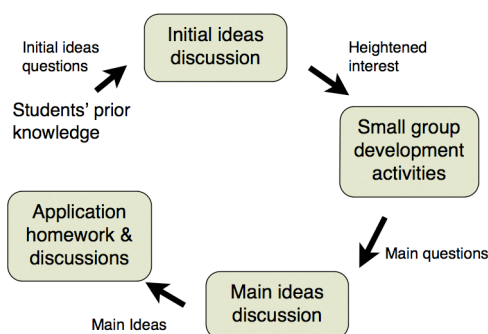 Initial ideas
questions
Initial ideas
discussion
Heightened
interest
Students' prior
knowledge
Small group
development
activities
Main questions
Main ideas
discussion
Main Ideas
Application
homework &
discussions